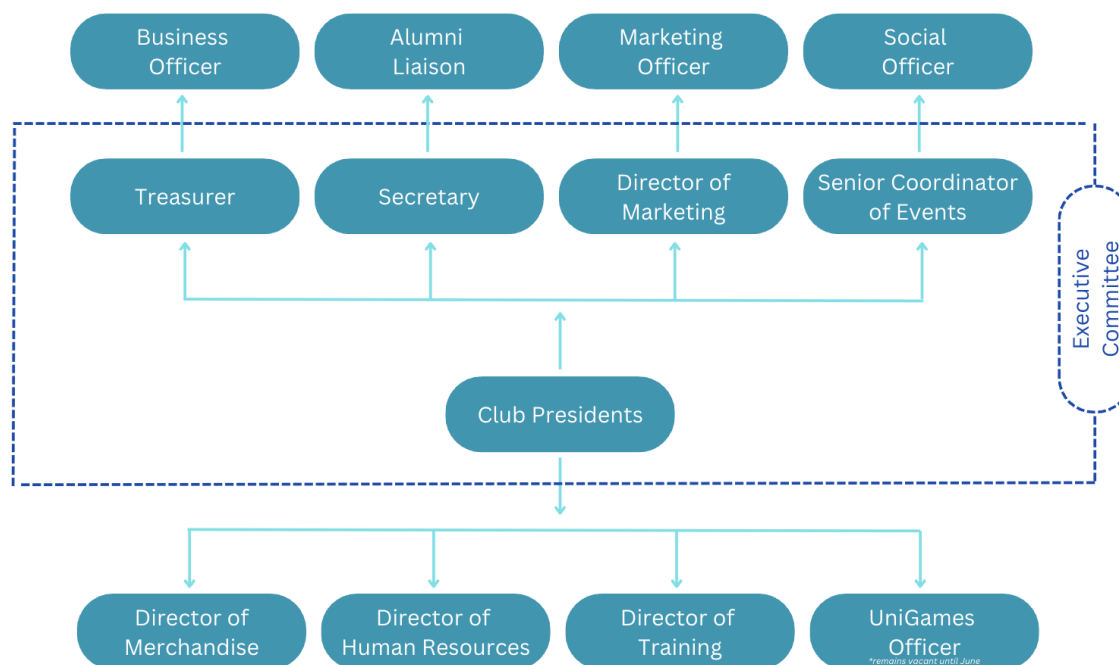 Business
Officer
Alumni
Liaison
Marketing
Officer
Social
Officer
Treasurer
Secretary
Director of
Marketing
Senior Coordinator
of Events
Executive
Committee
Club Presidents
Director of
Merchandise
Director of
Human Resources
Director of
Training
UniGames
Officer
*remains vacant until June